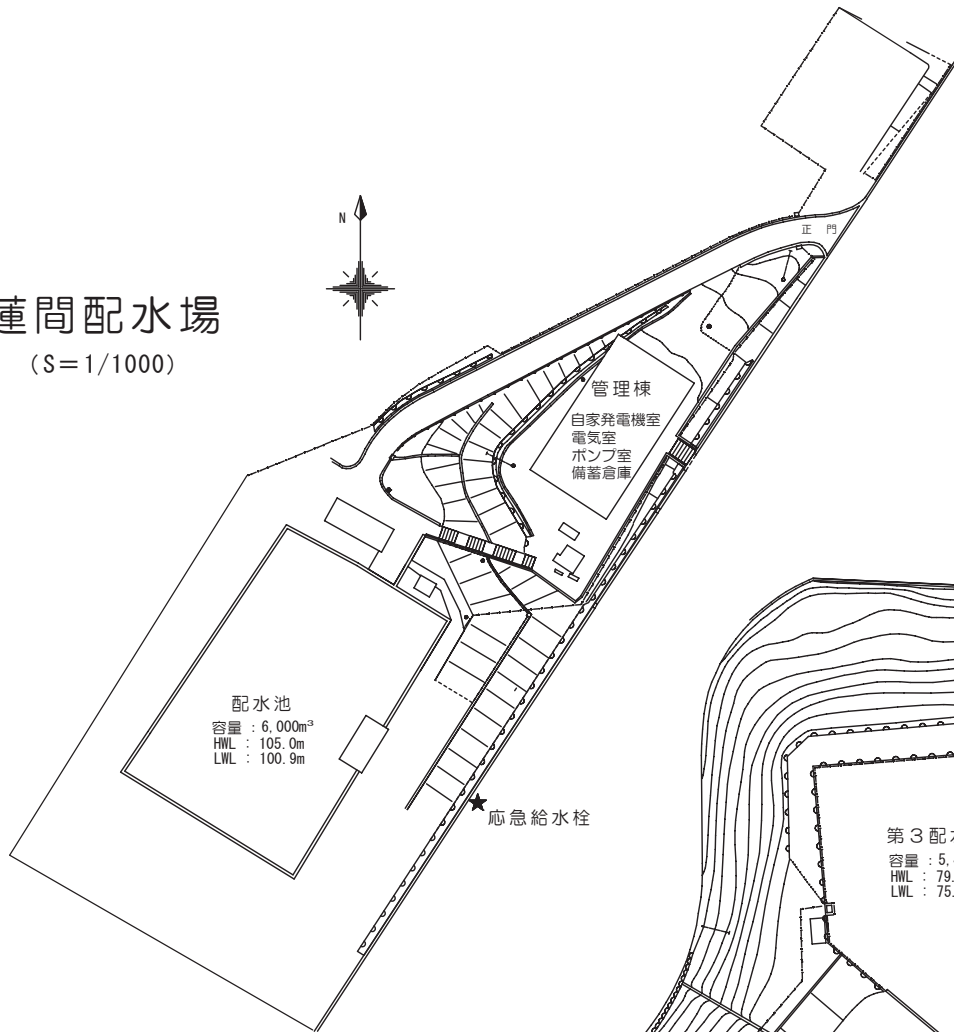 蓮間配水場
(S=1/1000)
N
正 門
管理棟
自家発電機室
電気室
ポンプ室
備蓄倉庫
配水池
容量 : 6,000m³
HWL : 105.0m
LWL : 100.9m
★応急給水栓
第3配
容量 : 5,
HWL : 79.
LWL : 75.